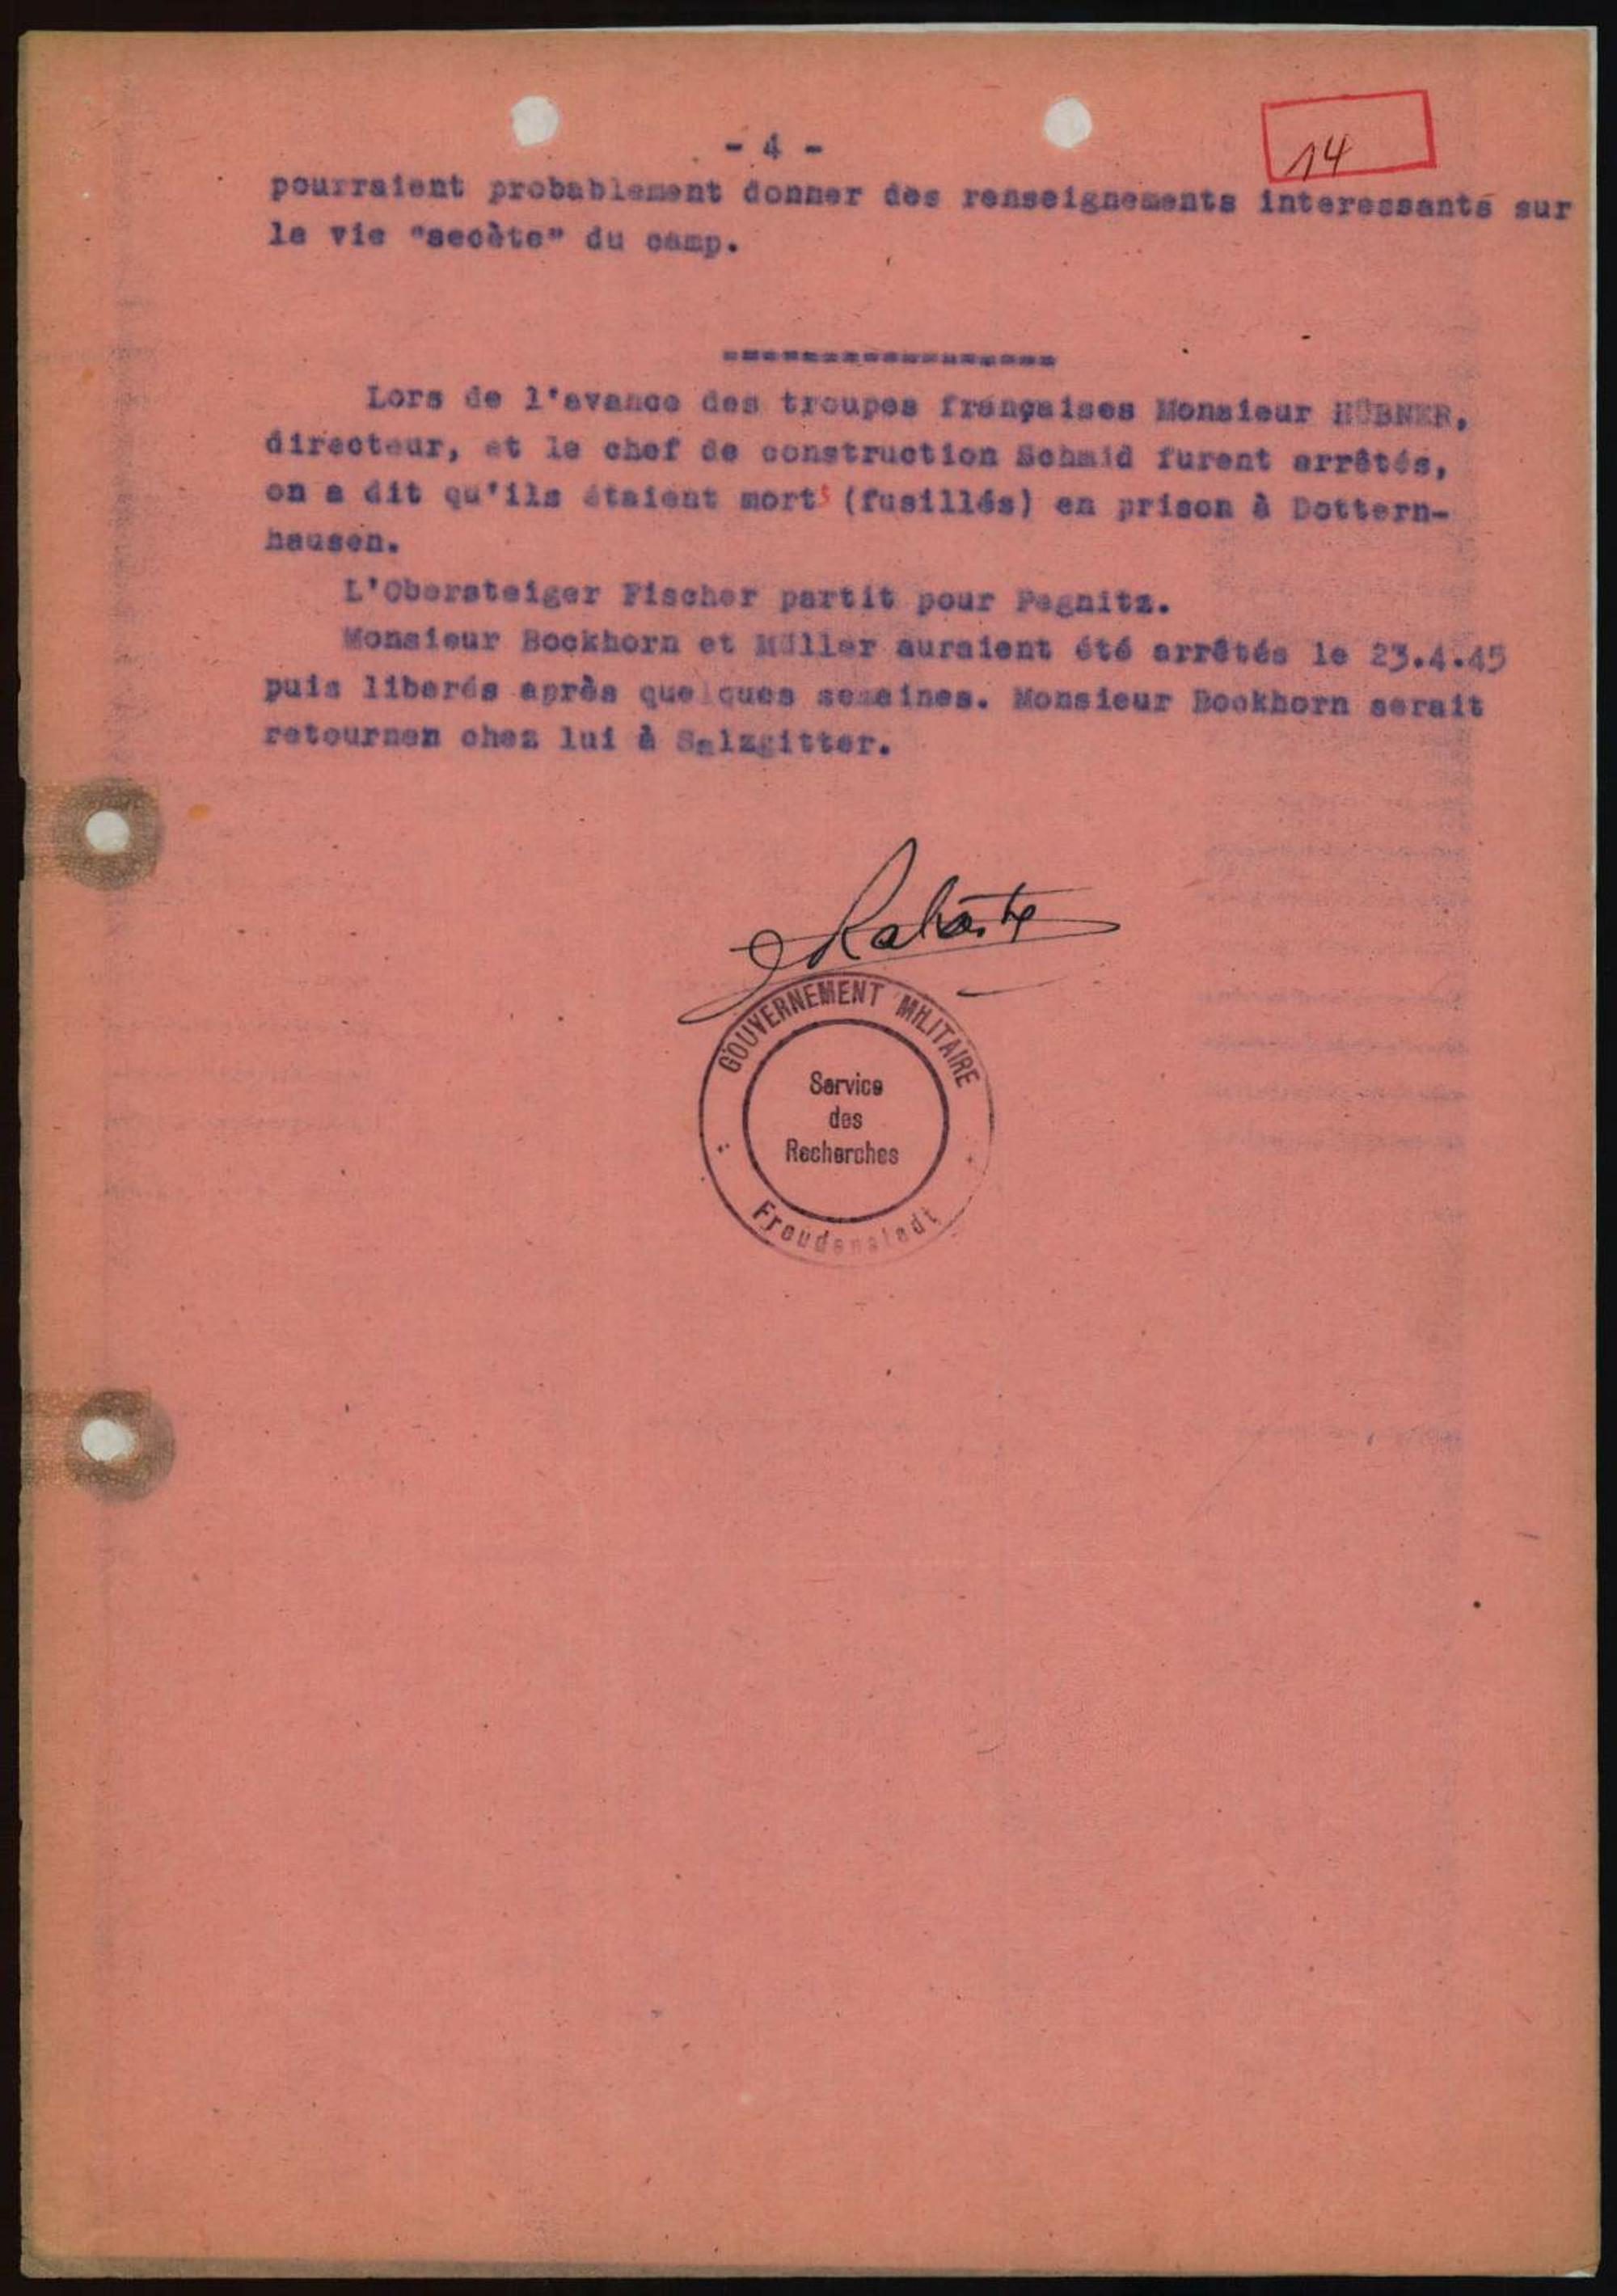 - 4 -
14
pourraient probablement donner des renseignements interessants sur
la vie "secète" du camp.
Lors de l'avance des troupes françaises Monsieur HÜBNER,
directeur, et le chef de construction Schmid furent arrêtés,
on a dit qu'ils étaient morts (fusillés) en prison à Dottern-
hausen.
L'Obersteiger Fischer partit pour Pegnitz.
Monsieur Bockhorn et Müller auraient été arrêtés le 23.4.45
puis liberés après quelques semaines. Monsieur Bockhorn serait
retournen chez lui à Salzgitter.
GOUVERNEMENT MILITAIRE
Service
des
Recherches
Freudenstadt